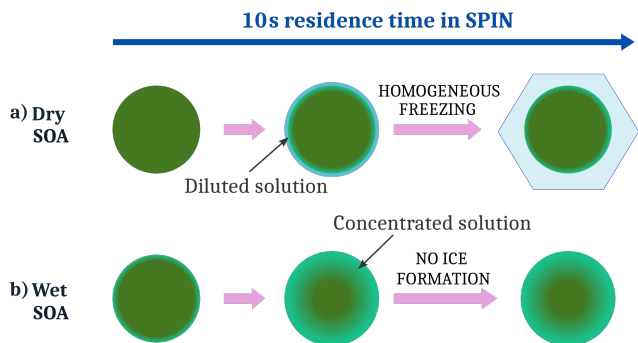 10s residence time in SPIN
a) Dry
SOA
HOMOGENEOUS
FREEZING
Diluted solution
Concentrated solution
b) Wet
SOA
NO ICE
FORMATION